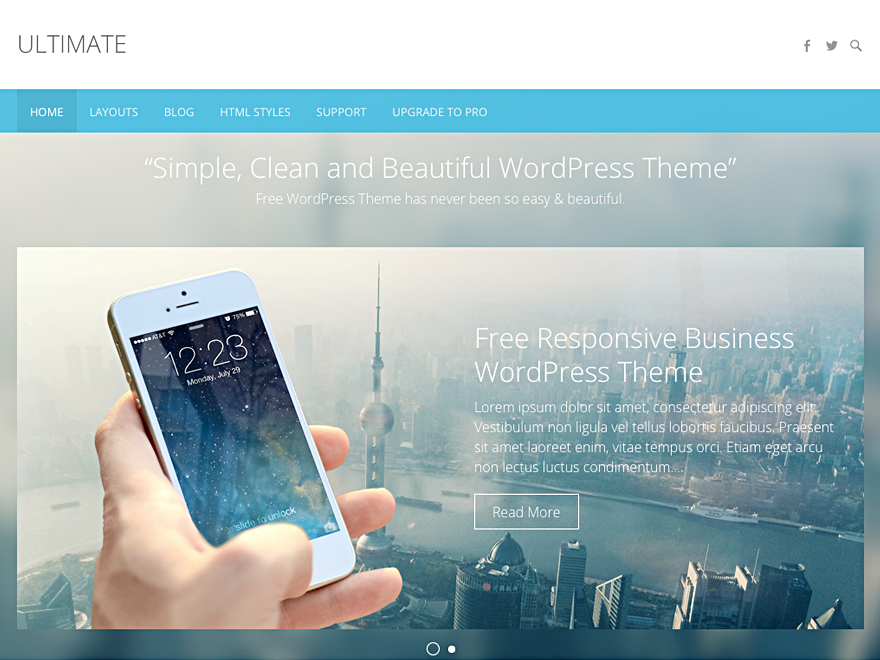 ULTIMATE
HOME LAYOUTS BLOG HTML STYLES SUPPORT UPGRADE TO PRO
“Simple, Clean and Beautiful WordPress Theme”
Free WordPress Theme has never been so easy & beautiful.
AT&T 75%
12:23
Monday, July 29
slide to unlock
Free Responsive Business
WordPress Theme
Lorem ipsum dolor sit amet, consectetur adipiscing elit.
Vestibulum non ligula vel tellus lobortis faucibus. Praesent
sit amet laoreet enim, vitae tempus orci. Etiam eget arcu
non lectus luctus condimentum....
Read More